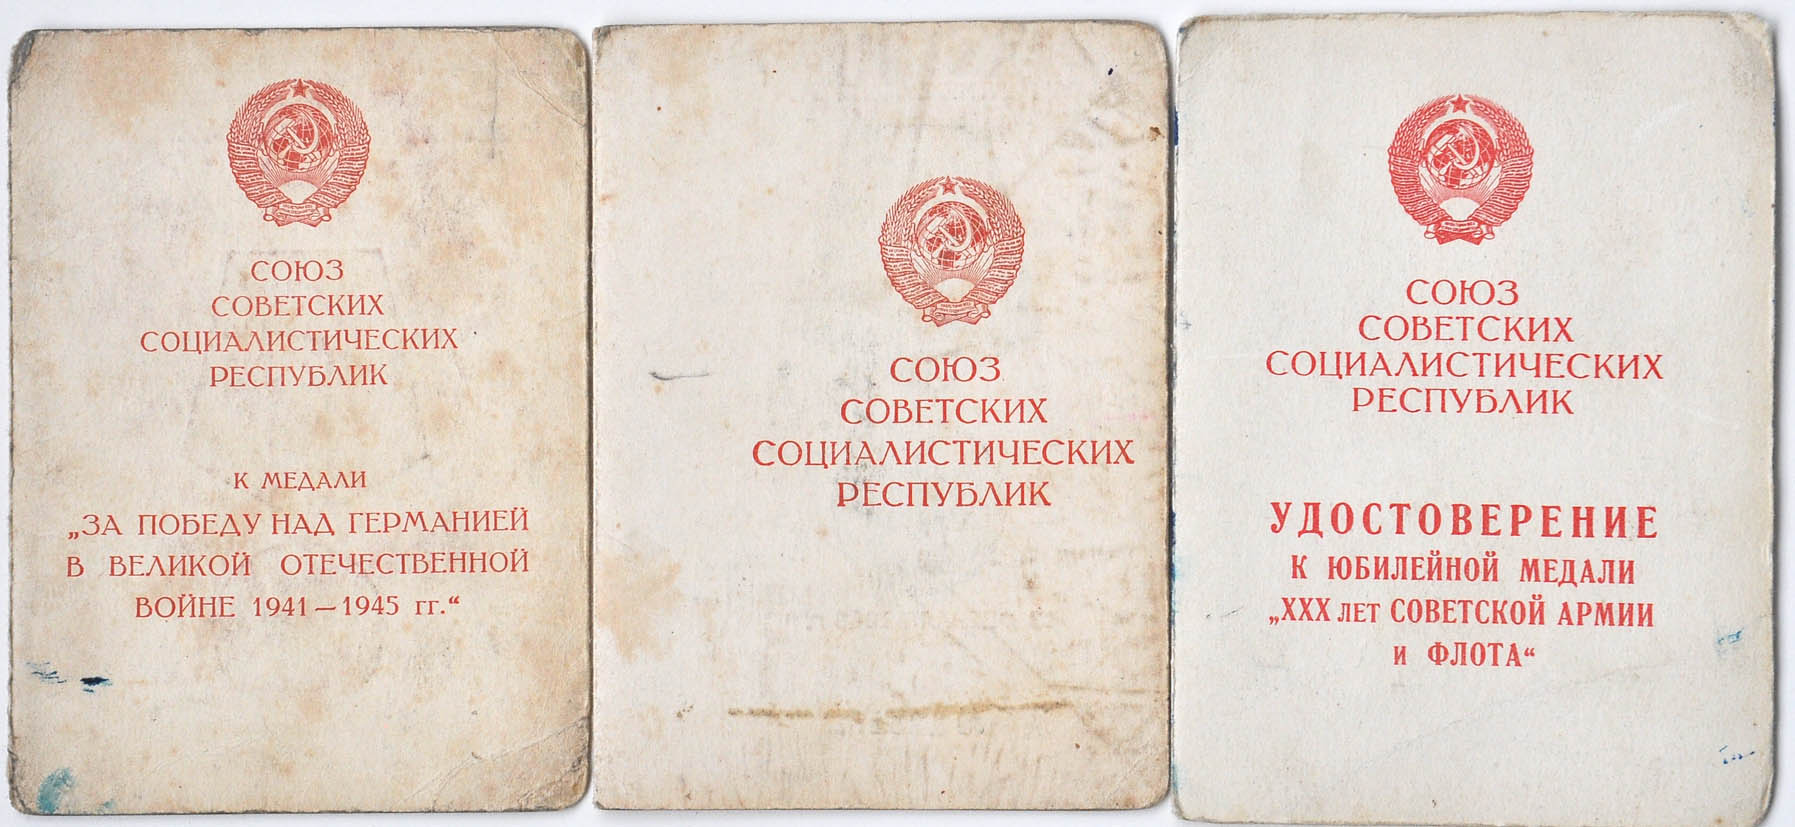 СОЮЗ
СОВЕТСКИХ
СОЦИАЛИСТИЧЕСКИХ
РЕСПУБЛИК
К МЕДАЛИ
„ЗА ПОБЕДУ НАД ГЕРМАНИЕЙ
В ВЕЛИКОЙ ОТЕЧЕСТВЕННОЙ
ВОЙНЕ 1941—1945 гг.“
СОЮЗ
СОВЕТСКИХ
СОЦИАЛИСТИЧЕСКИХ
РЕСПУБЛИК
СОЮЗ
СОВЕТСКИХ
СОЦИАЛИСТИЧЕСКИХ
РЕСПУБЛИК
УДОСТОВЕРЕНИЕ
К ЮБИЛЕЙНОЙ МЕДАЛИ
„XXX лет СОВЕТСКОЙ АРМИИ
и ФЛОТА“